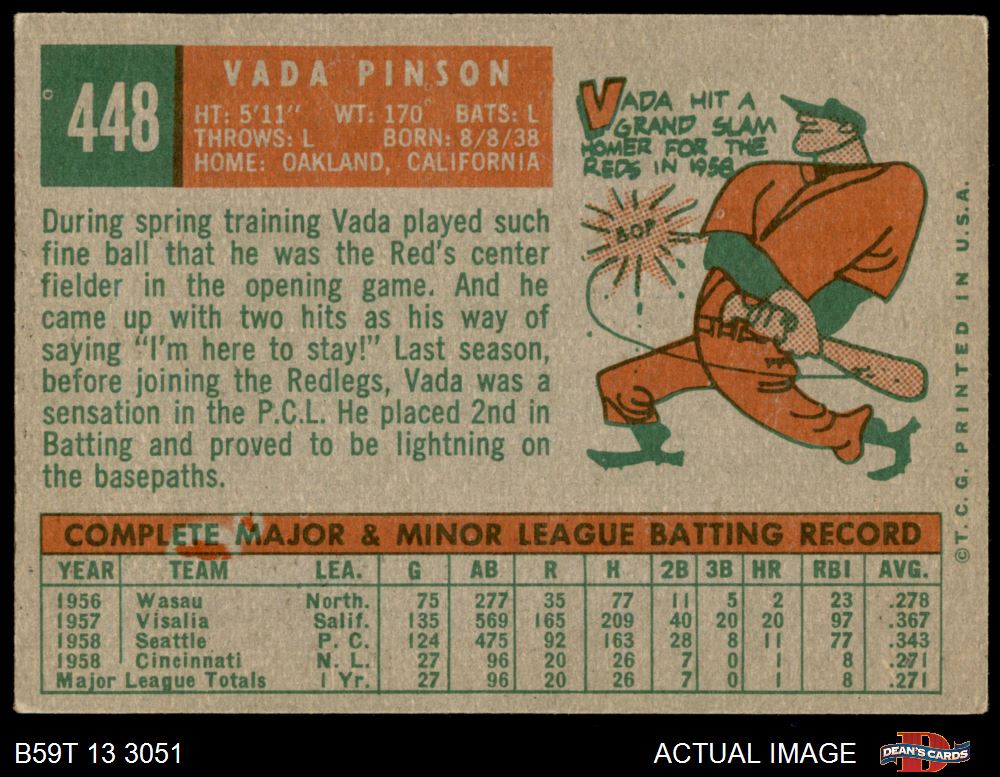 448
VADA PINSON
HT: 5'11" WT: 170 BATS: L
THROWS: L BORN: 8/8/38
HOME: OAKLAND, CALIFORNIA
VADA HIT A
GRAND SLAM
HOMER FOR THE
REDS IN 1958
BOP
During spring training Vada played such
fine ball that he was the Red's center
fielder in the opening game. And he
came up with two hits as his way of
saying "I'm here to stay!" Last season,
before joining the Redlegs, Vada was a
sensation in the P.C.L. He placed 2nd in
Batting and proved to be lightning on
the basepaths.
COMPLETE MAJOR & MINOR LEAGUE BATTING RECORD
YEAR TEAM LEA. G AB R H 2B 3B HR RBI AVG.
1956 Wasau North. 75 277 35 77 11 5 2 23 .278
1957 Visalia Salif. 135 569 165 209 40 20 20 97 .367
1958 Seattle P. C. 124 475 92 163 28 8 11 77 .343
1958 Cincinnati N. L. 27 96 20 26 7 0 1 8 .271
Major League Totals 1 Yr. 27 96 20 26 7 0 1 8 .271
©T.C.G. PRINTED IN U.S.A.
B59T 13 3051
ACTUAL IMAGE
DEAN'S CARDS